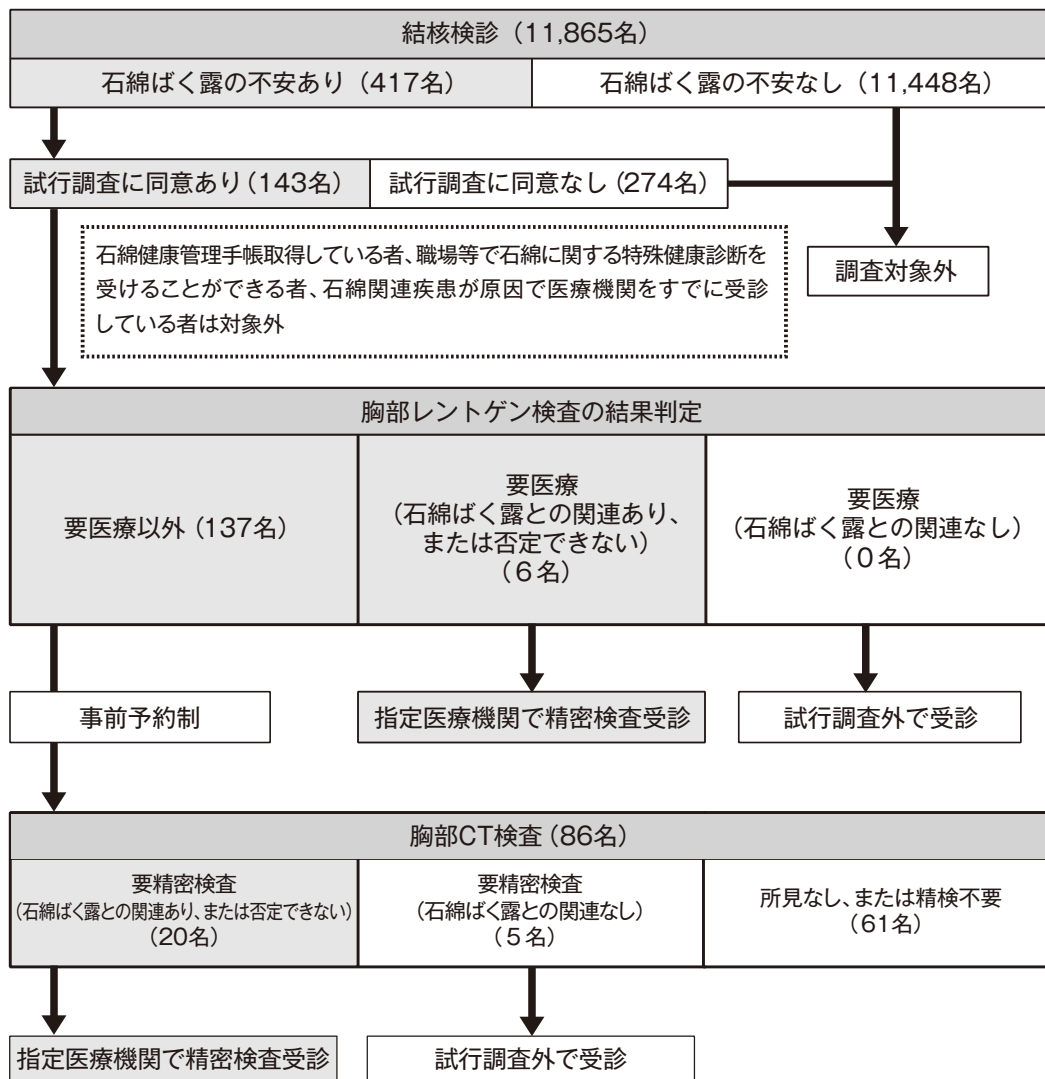 結核検診（11,865名）
石綿ばく露の不安あり（417名）
石綿ばく露の不安なし（11,448名）
試行調査に同意あり（143名）
試行調査に同意なし（274名）
石綿健康管理手帳取得している者、職場等で石綿に関する特殊健康診断を
受けることができる者、石綿関連疾患が原因で医療機関をすでに受診
している者は対象外
調査対象外
胸部レントゲン検査の結果判定
要医療以外（137名）
要医療
（石綿ばく露との関連あり、
または否定できない）
（6名）
要医療
（石綿ばく露との関連なし）
（0名）
事前予約制
指定医療機関で精密検査受診
試行調査外で受診
胸部CT検査（86名）
要精密検査
（石綿ばく露との関連あり、または否定できない）
（20名）
要精密検査
（石綿ばく露との関連なし）
（5名）
所見なし、または精検不要
（61名）
指定医療機関で精密検査受診
試行調査外で受診